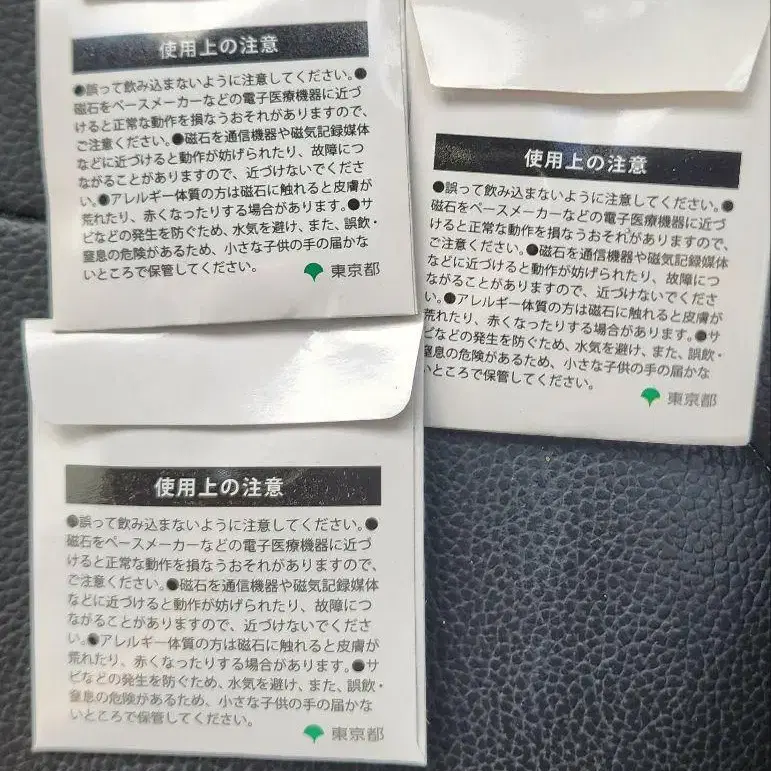 使用上の注意
●誤って飲み込まないように注意してください。●
磁石をペースメーカーなどの電子医療機器に近づ
けると正常な動作を損なうおそれがありますので、
ご注意ください。●磁石を通信機器や磁気記録媒体
などに近づけると動作が妨げられたり、故障につ
ながることがありますので、近づけないでくださ
い。●アレルギー体質の方は磁石に触れると皮膚が
荒れたり、赤くなったりする場合があります。●サ
ビなどの発生を防ぐため、水気を避け、また、誤飲・
窒息の危険があるため、小さな子供の手の届かな
いところで保管してください。
東京都
使用上の注意
●誤って飲み込まないように注意してください。●
磁石をペースメーカーなどの電子医療機器に近づ
けると正常な動作を損なうおそれがありますので、
ご注意ください。●磁石を通信機器や磁気記録媒体
などに近づけると動作が妨げられたり、故障につ
ながることがありますので、近づけないでくださ
い。●アレルギー体質の方は磁石に触れると皮膚が
荒れたり、赤くなったりする場合があります。●サ
ビなどの発生を防ぐため、水気を避け、また、誤飲・
窒息の危険があるため、小さな子供の手の届かな
いところで保管してください。
東京都
使用上の注意
●誤って飲み込まないように注意してください。●
磁石をペースメーカーなどの電子医療機器に近づ
けると正常な動作を損なうおそれがありますので、
ご注意ください。●磁石を通信機器や磁気記録媒体
などに近づけると動作が妨げられたり、故障につ
ながることがありますので、近づけないでくださ
い。●アレルギー体質の方は磁石に触れると皮膚が
荒れたり、赤くなったりする場合があります。●サ
ビなどの発生を防ぐため、水気を避け、また、誤飲・
窒息の危険があるため、小さな子供の手の届かな
いところで保管してください。
東京都